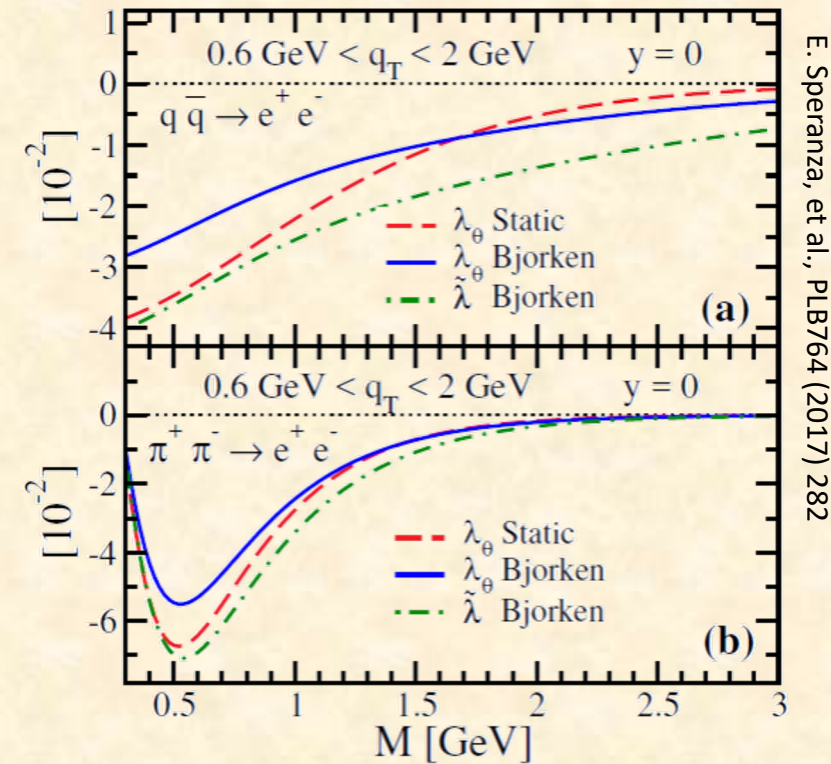 1
0.6 GeV < q_T < 2 GeV y = 0
0
q q̅ → e⁺ e⁻
-1
[10⁻²]
-2
λ_θ Static
-3
λ_θ Bjorken
λ̃ Bjorken
-4
(a)
0.6 GeV < q_T < 2 GeV y = 0
0
π⁺ π⁻ → e⁺ e⁻
-2
[10⁻²]
λ_θ Static
-4
λ_θ Bjorken
λ̃ Bjorken
-6
(b)
0.5 1 1.5 2 2.5 3
M [GeV]
E. Speranza, et al., PLB764 (2017) 282